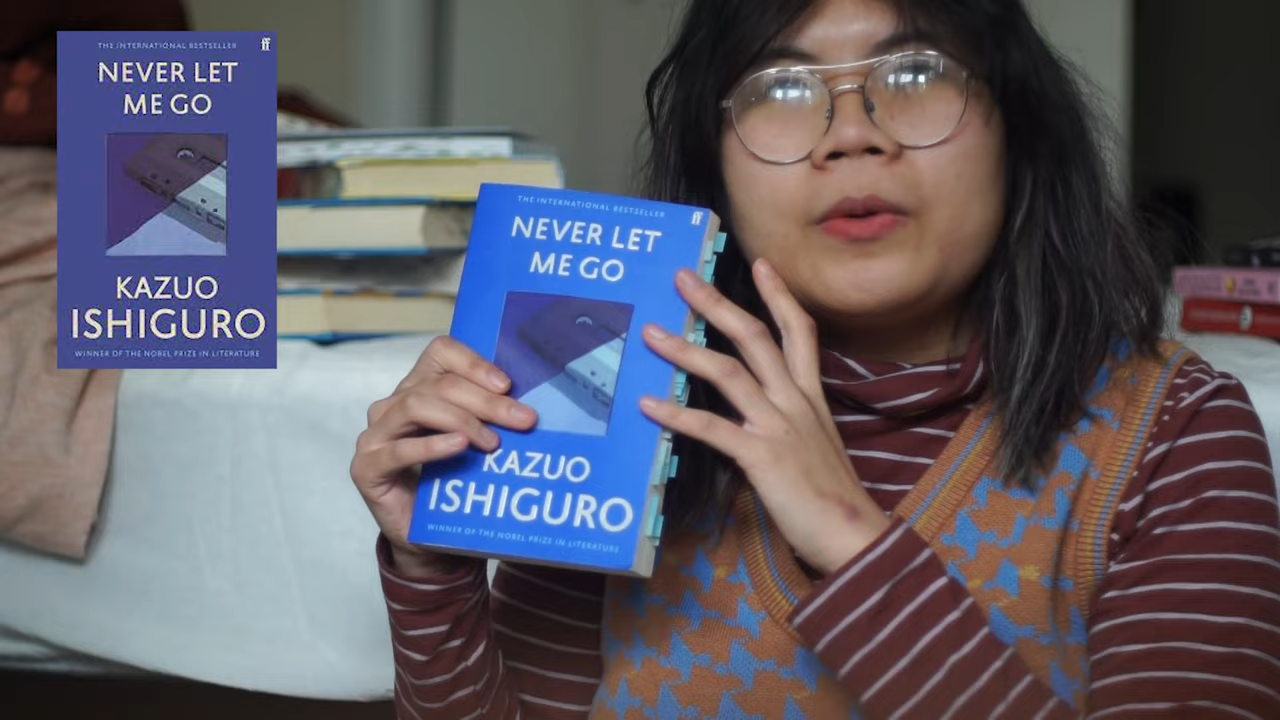 THE INTERNATIONAL BESTSELLER
ff
NEVER LET
ME GO
KAZUO
ISHIGURO
WINNER OF THE NOBEL PRIZE IN LITERATURE
THE INTERNATIONAL BESTSELLER
ff
NEVER LET
ME GO
KAZUO
ISHIGURO
WINNER OF THE NOBEL PRIZE IN LITERATURE